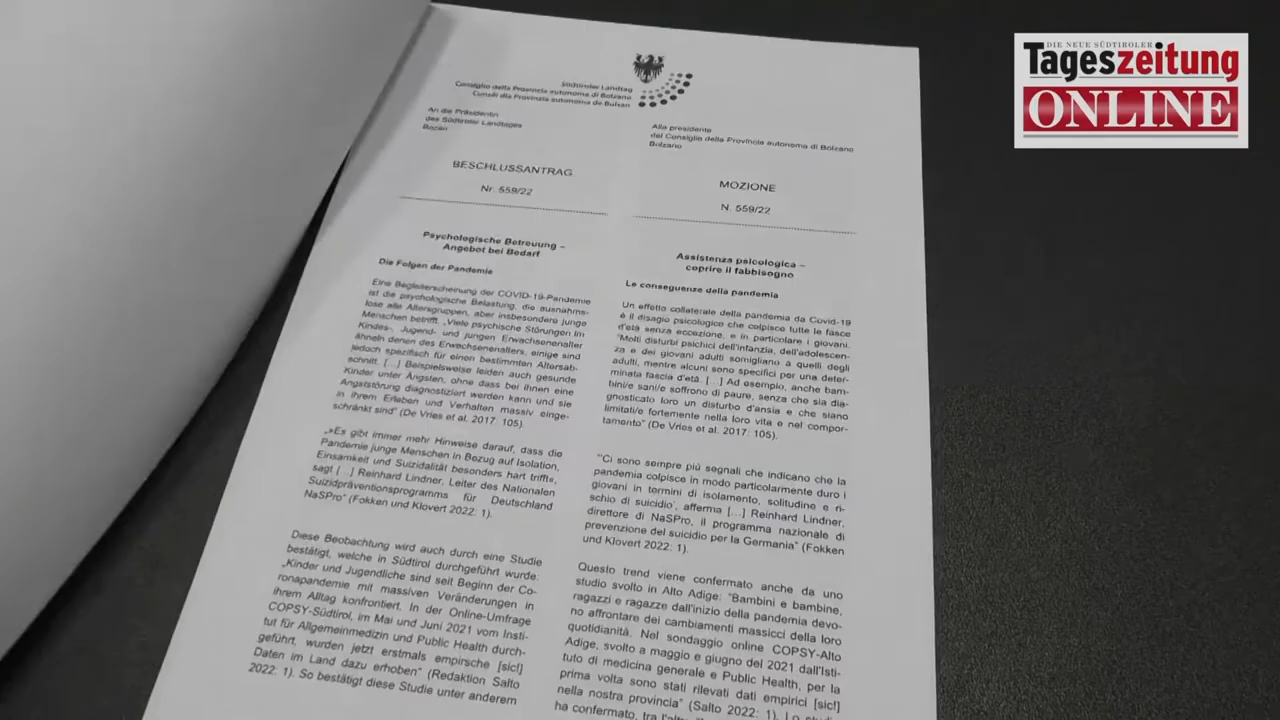 Südtiroler Landtag
Consiglio della Provincia autonoma di Bolzano
Cunsëi dla Provinzia autonoma de Bulsan
An die Präsidentin
des Südtiroler Landtages
Bozen
BESCHLUSSANTRAG
Nr. 559/22
Psychologische Betreuung –
Angebot bei Bedarf
Die Folgen der Pandemie
Eine Begleiterscheinung der COVID-19-Pandemie
ist die psychologische Belastung, die ausnahms-
lose alle Altersgruppen, aber insbesondere junge
Menschen betrifft. „Viele psychische Störungen im
Kindes-, Jugend- und jungen Erwachsenenalter
ähneln denen des Erwachsenenalters, einige sind
jedoch spezifisch für einen bestimmten Altersab-
schnitt. [...] Beispielsweise leiden auch gesunde
Kinder unter Ängsten, ohne dass bei ihnen eine
Angststörung diagnostiziert werden kann und sie
in ihrem Erleben und Verhalten massiv einge-
schränkt sind“ (De Vries et al. 2017: 105).
„»Es gibt immer mehr Hinweise darauf, dass die
Pandemie junge Menschen in Bezug auf Isolation,
Einsamkeit und Suizidalität besonders hart triffte,
sagt [...] Reinhard Lindner, Leiter des Nationalen
Suizidpräventionsprogramms für Deutschland
NaSPro“ (Fokken und Klovert 2022: 1).
Diese Beobachtung wird auch durch eine Studie
bestätigt, welche in Südtirol durchgeführt wurde:
„Kinder und Jugendliche sind seit Beginn der Co-
ronapandemie mit massiven Veränderungen in
ihrem Alltag konfrontiert. In der Online-Umfrage
COPSY-Südtirol, im Mai und Juni 2021 vom Insti-
tut für Allgemeinmedizin und Public Health durch-
geführt, wurden jetzt erstmals empirsche [sic!]
Daten im Land dazu erhoben“ (Redaktion Salto
2022: 1). So bestätigt diese Studie unter anderem
Alla presidente
del Consiglio della Provincia autonoma di Bolzano
Bolzano
MOZIONE
N. 559/22
Assistenza psicologica –
coprire il fabbisogno
Le conseguenze della pandemia
Un effetto collaterale della pandemia da Covid-19
è il disagio psicologico che colpisce tutte le fasce
d'età senza eccezione, e in particolare i giovani.
"Molti disturbi psichici dell'infanzia, dell'adolescen-
za e dei giovani adulti somigliano a quelli degli
adulti, mentre alcuni sono specifici per una deter-
minata fascia d'età. [...] Ad esempio, anche bam-
bini/e sani/e soffrono di paure, senza che sia dia-
gnosticato loro un disturbo d'ansia e che siano
limitati/e fortemente nella loro vita e nel compor-
tamento" (De Vries et al. 2017: 105).
"'Ci sono sempre più segnali che indicano che la
pandemia colpisce in modo particolarmente duro i
giovani in termini di isolamento, solitudine e ri-
schio di suicidio', afferma [...] Reinhard Lindner,
direttore di NaSPro, il programma nazionale di
prevenzione del suicidio per la Germania" (Fokken
und Klovert 2022: 1).
Questo trend viene confermato anche da uno
studio svolto in Alto Adige: "Bambini e bambine,
ragazzi e ragazze dall'inizio della pandemia devo-
no affrontare dei cambiamenti massicci della loro
quotidianità. Nel sondaggio online COPSY-Alto
Adige, svolto a maggio e giugno del 2021 dall'Isti-
tuto di medicina generale e Public Health, per la
prima volta sono stati rilevati dati empirici [sic!]
nella nostra provincia" (Salto 2022: 1). Lo
ha confermato, tra
DIE NEUE SÜDTIROLER
Tageszeitung
ONLINE